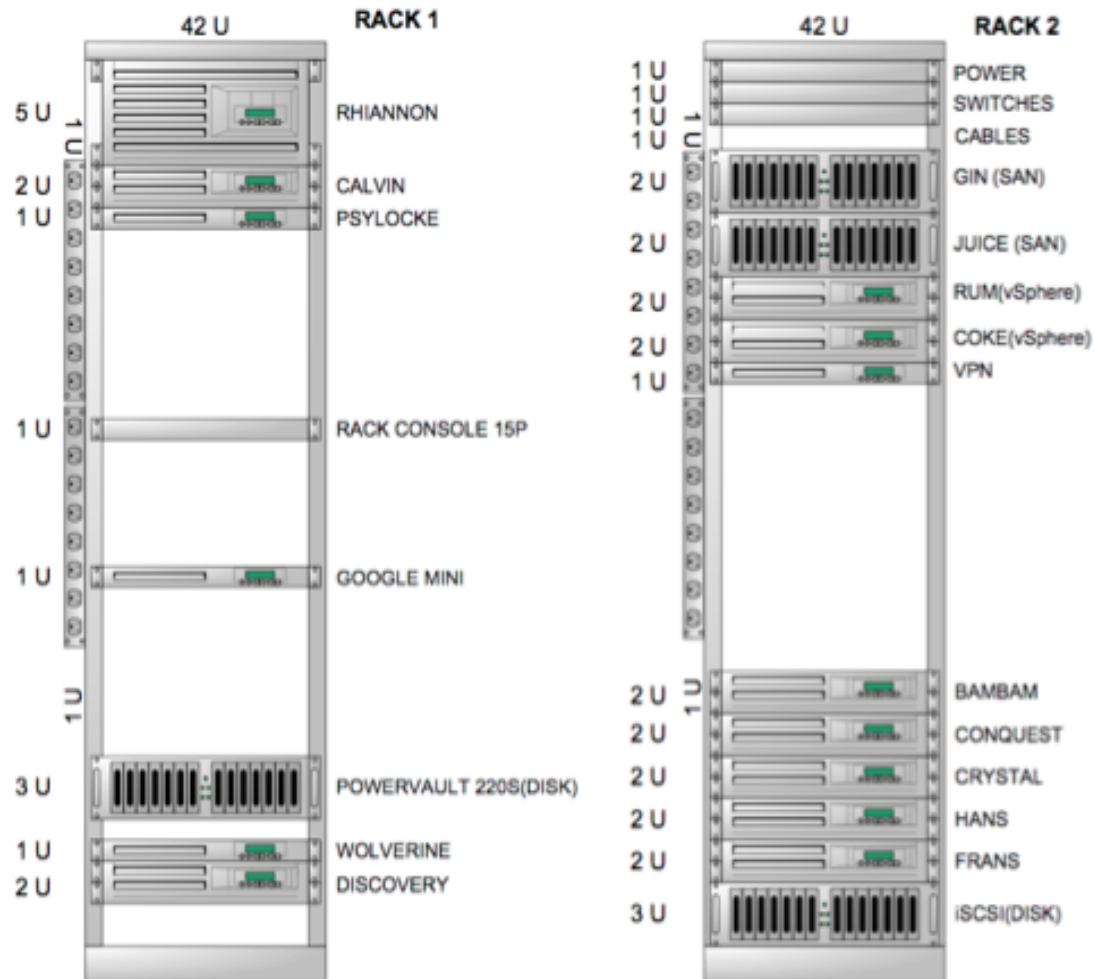 42 U
RACK 1
5 U
1 U
RHIANNON
2 U
CALVIN
1 U
PSYLOCKE
1 U
RACK CONSOLE 15P
1 U
GOOGLE MINI
1 U
3 U
POWERVAULT 220S(DISK)
1 U
WOLVERINE
2 U
DISCOVERY
42 U
RACK 2
1 U
POWER
1 U
SWITCHES
1 U
1 U
CABLES
1 U
2 U
GIN (SAN)
2 U
JUICE (SAN)
2 U
RUM(vSphere)
2 U
COKE(vSphere)
1 U
VPN
2 U
1 U
BAMBAM
2 U
CONQUEST
2 U
CRYSTAL
2 U
HANS
2 U
FRANS
3 U
iSCSI(DISK)